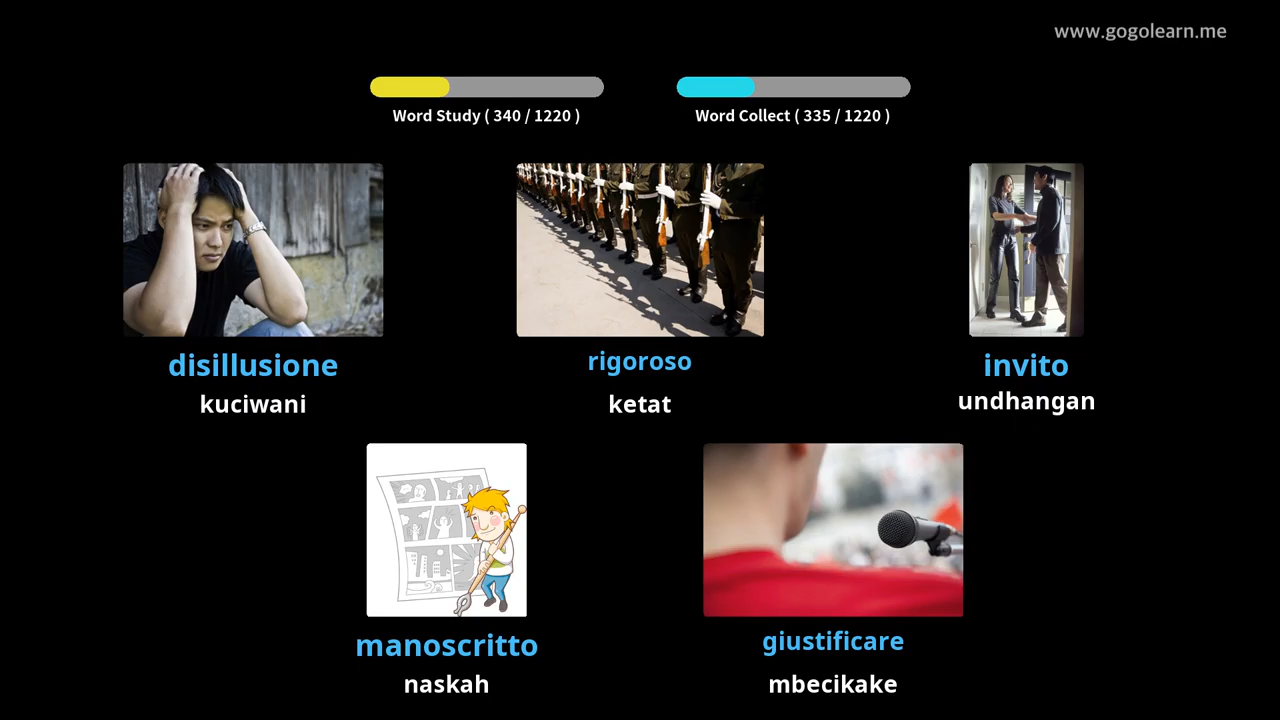 www.gogolearn.me
Word Study ( 340 / 1220 )
Word Collect ( 335 / 1220 )
disillusione
kuciwani
rigoroso
ketat
invito
undhangan
manoscritto
naskah
giustificare
mbecikake